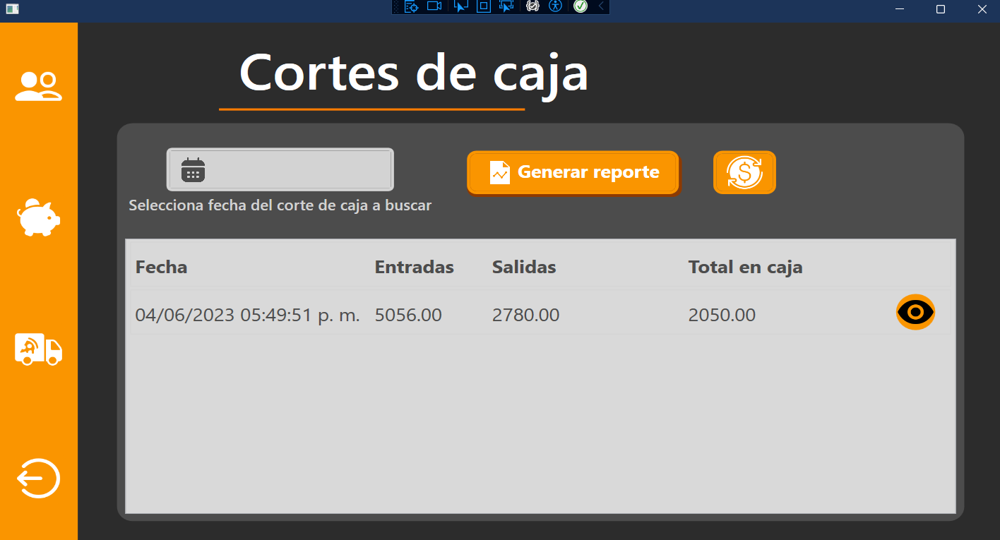 Cortes de caja
Generar reporte
Selecciona fecha del corte de caja a buscar
Fecha Entradas Salidas Total en caja
04/06/2023 05:49:51 p. m. 5056.00 2780.00 2050.00